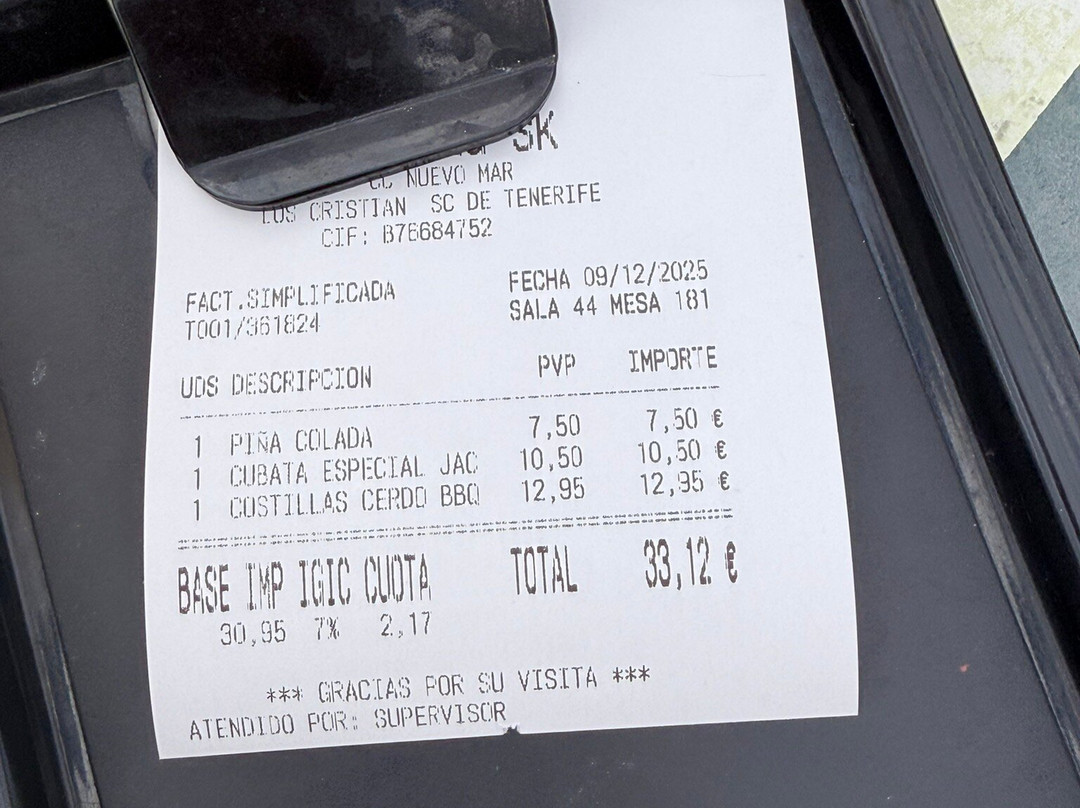 SK
CC NUEVO MAR
LOS CRISTIAN SC DE TENERIFE
CIF: B76684752
FACT.SIMPLIFICADA FECHA 09/12/2025
T001/361824 SALA 44 MESA 181
UDS DESCRIPCION PVP IMPORTE
1 PIÑA COLADA 7,50 7,50 €
1 CUBATA ESPECIAL JAC 10,50 10,50 €
1 COSTILLAS CERDO BBQ 12,95 12,95 €
BASE IMP IGIC CUOTA TOTAL 33,12 €
30,95 7% 2,17
*** GRACIAS POR SU VISITA ***
ATENDIDO POR: SUPERVISOR